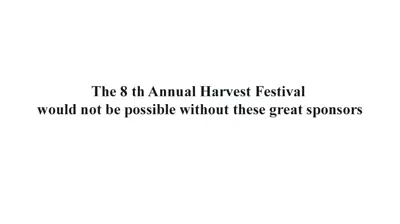 The 8 th Annual Harvest Festival
would not be possible without these great sponsors